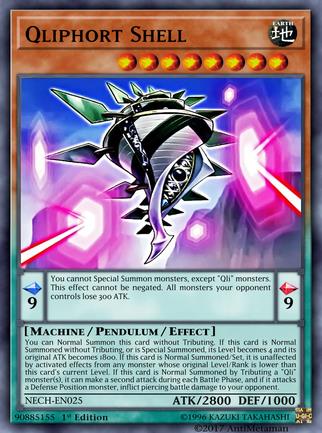 Qliphort Shell
EARTH
地
You cannot Special Summon monsters, except "Qli" monsters.
This effect cannot be negated. All monsters your opponent
controls lose 300 ATK.
9
9
[Machine / Pendulum / Effect]
You can Normal Summon this card without Tributing. If this card is Normal
Summoned without Tributing, or is Special Summoned, its Level becomes 4 and its
original ATK becomes 1800. If this card is Normal Summoned/Set, it is unaffected
by activated effects from any monster whose original Level/Rank is lower than
this card's current Level. If this card is Normal Summoned by Tributing a "Qli"
monster(s), it can make a second attack during each Battle Phase, and if it attacks
a Defense Position monster, inflict piercing battle damage to your opponent.
NECH-EN025
ATK/2800 DEF/1000
90885155
1st Edition
©1996 KAZUKI TAKAHASHI
©2017 AntiMetaman